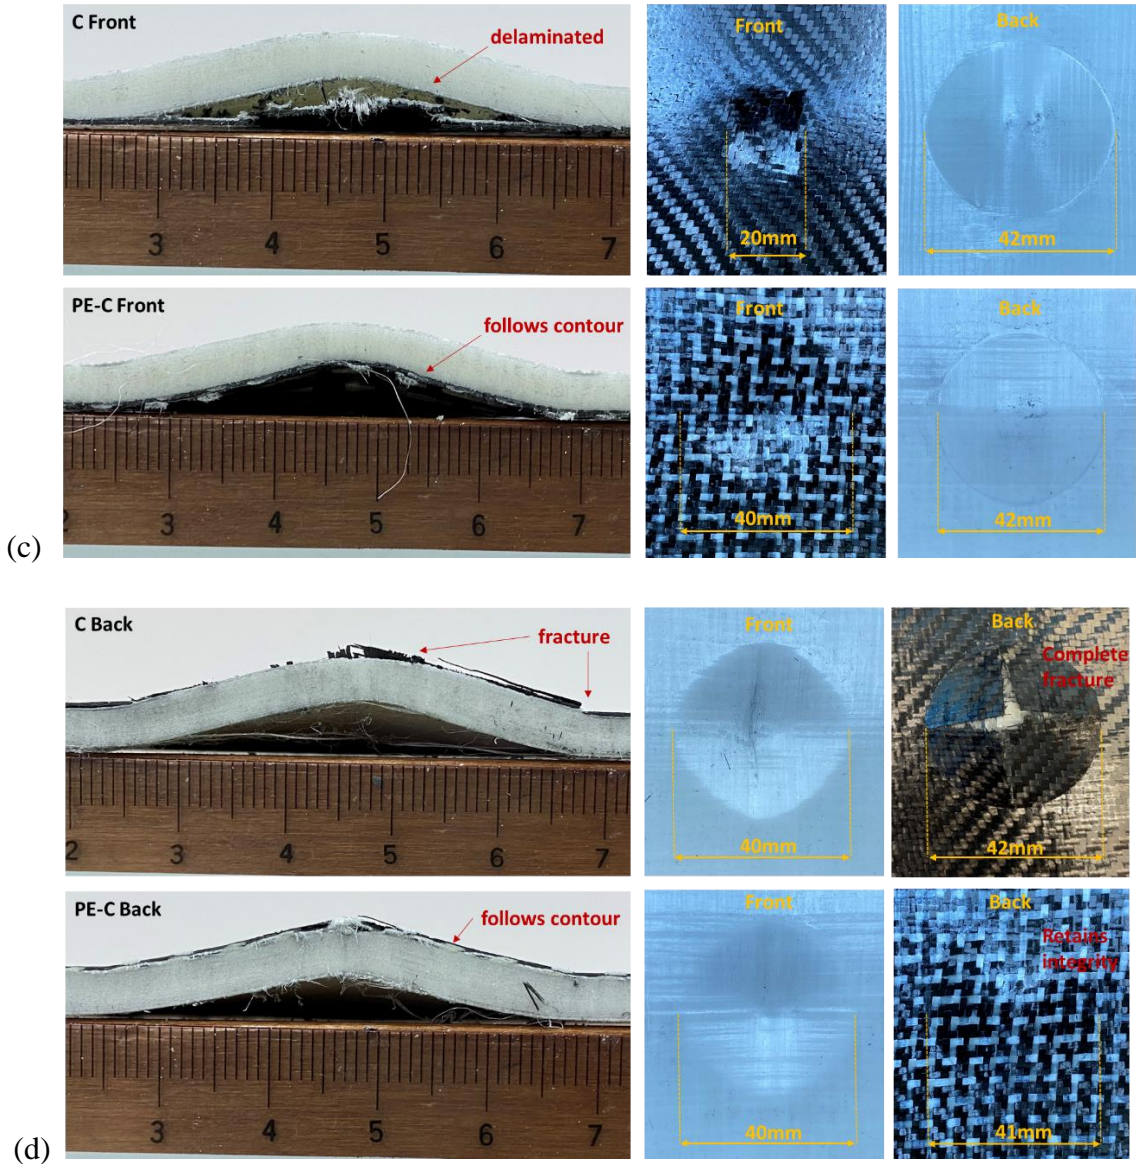 C Front
delaminated
3 4 5 6 7
Front
20mm
Back
42mm
PE-C Front
follows contour
2 3 4 5 6 7
Front
40mm
Back
42mm
(c)
C Back
fracture
2 3 4 5 6 7
Front
40mm
Back
Complete
fracture
42mm
PE-C Back
follows contour
3 4 5 6 7
Front
40mm
Back
Retains
integrity
41mm
(d)